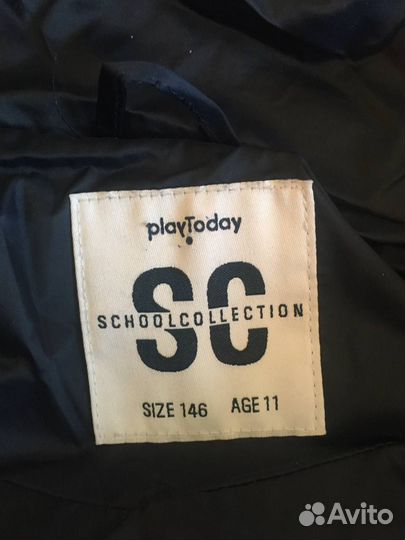 playToday
SC
SCHOOLCOLLECTION
SIZE 146 AGE 11
Avito